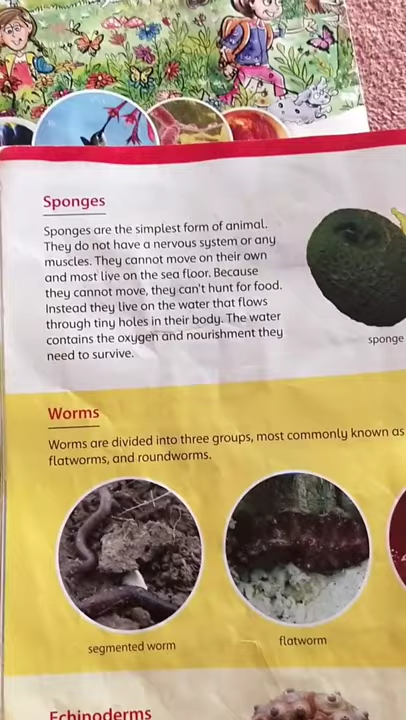 Sponges
Sponges are the simplest form of animal.
They do not have a nervous system or any
muscles. They cannot move on their own
and most live on the sea floor. Because
they cannot move, they can't hunt for food.
Instead they live on the water that flows
through tiny holes in their body. The water
contains the oxygen and nourishment they
need to survive.
sponge
Worms
Worms are divided into three groups, most commonly known as
flatworms, and roundworms.
segmented worm
flatworm
Echinoderms